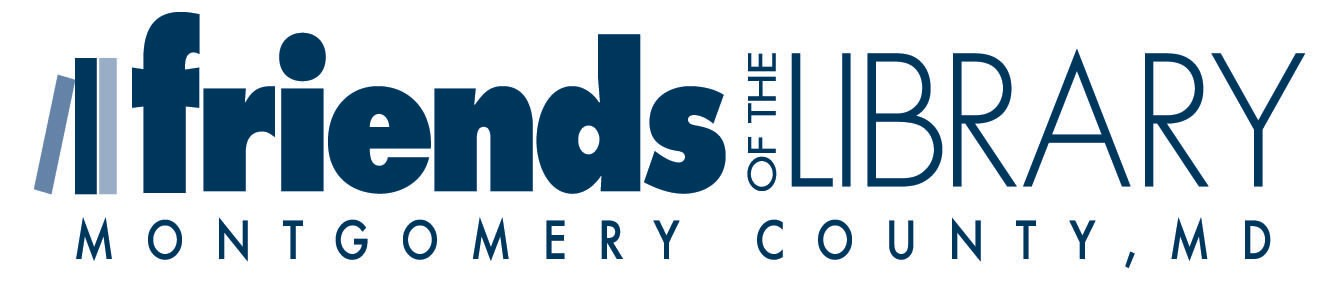 friends OF THE LIBRARY
MONTGOMERY COUNTY, MD